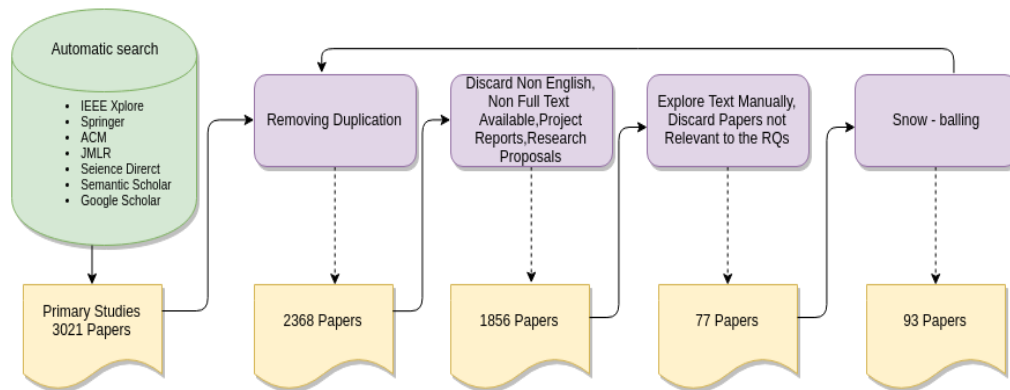 Automatic search
IEEE Xplore
Springer
ACM
JMLR
Seience Direrct
Semantic Scholar
Google Scholar
Primary Studies
3021 Papers
Removing Duplication
2368 Papers
Discard Non English,
Non Full Text
Available,Project
Reports,Research
Proposals
1856 Papers
Explore Text Manually,
Discard Papers not
Relevant to the RQs
77 Papers
Snow - balling
93 Papers